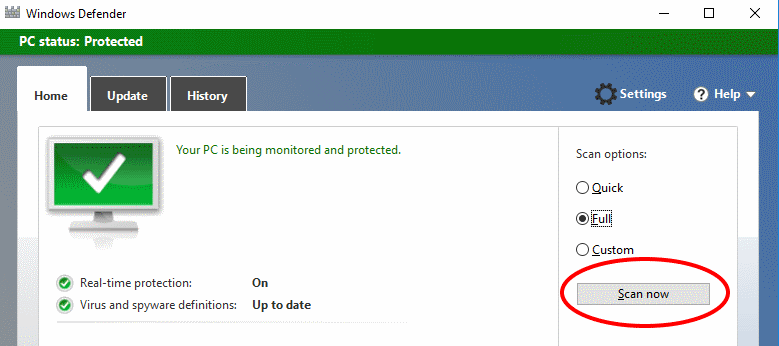 Windows Defender
PC status: Protected
Home
Update
History
Settings
Help
Your PC is being monitored and protected.
Scan options:
Quick
Full
Custom
Scan now
Real-time protection: On
Virus and spyware definitions: Up to date